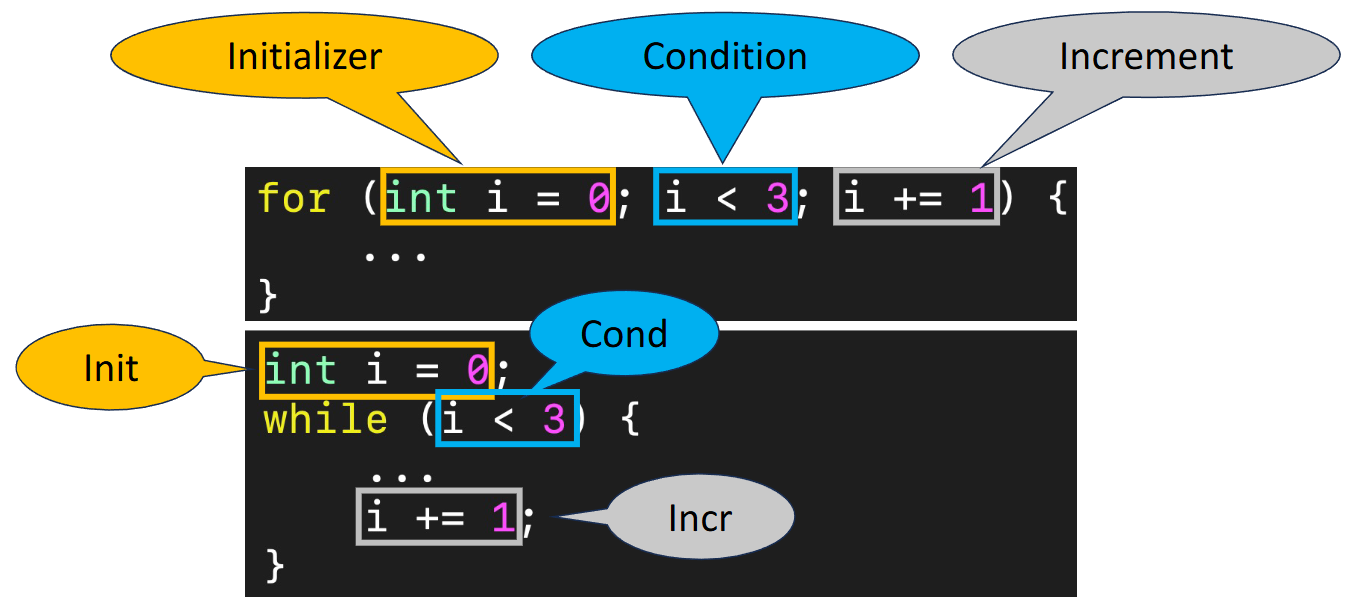 Initializer
Condition
Increment
for (int i = 0; i < 3; i += 1) {
...
}
Cond
Init
int i = 0;
while (i < 3) {
...
i += 1;
Incr
}